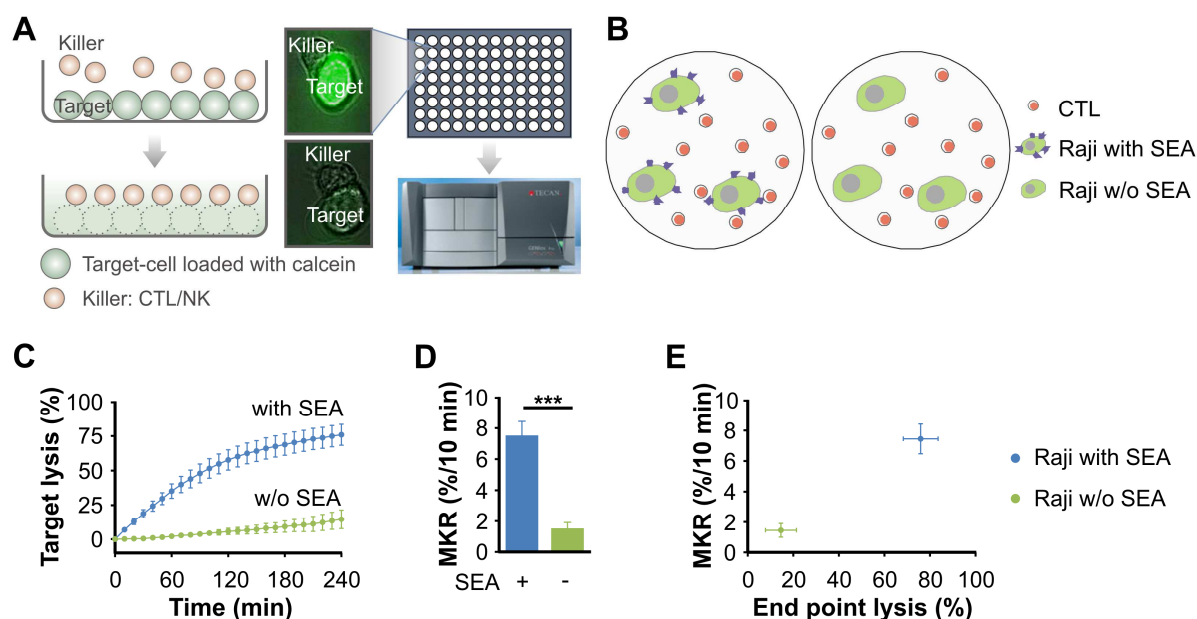 A
Killer
Target
Target-cell loaded with calcein
Killer: CTL/NK
Killer
Target
Killer
Target
TECAN
B
CTL
Raji with SEA
Raji w/o SEA
C
Target lysis (%)
100
75
50
25
0
with SEA
w/o SEA
0 60 120 180 240
Time (min)
D
MKR (%/10 min)
10
8
6
4
2
0
***
SEA + -
E
MKR (%/10 min)
10
8
6
4
2
0
0 20 40 60 80 100
End point lysis (%)
Raji with SEA
Raji w/o SEA